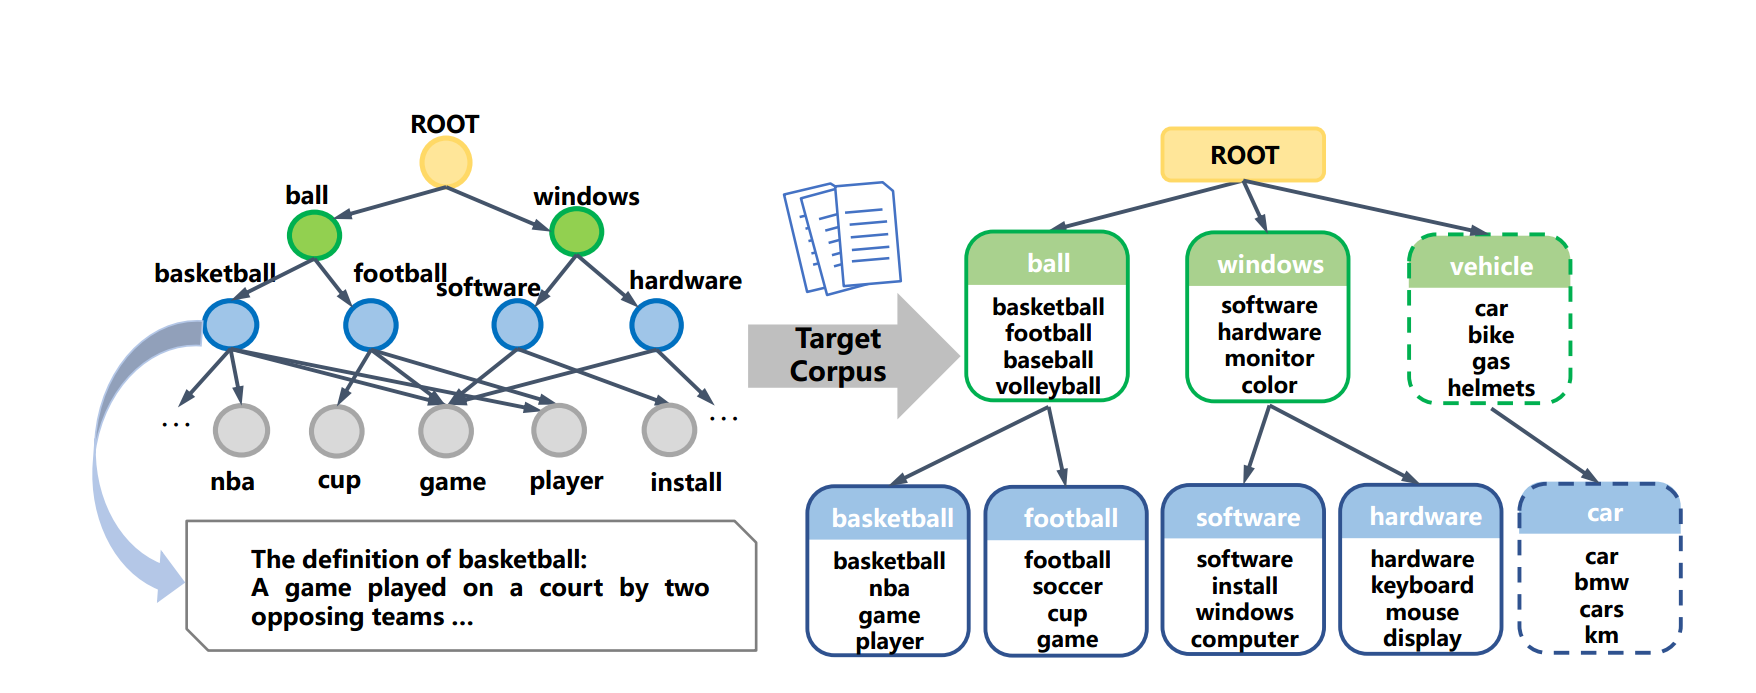 ROOT
ball
windows
basketball
football
software
hardware
...
...
nba
cup
game
player
install
The definition of basketball:
A game played on a court by two
opposing teams ...
Target
Corpus
ROOT
ball
basketball
football
baseball
volleyball
windows
software
hardware
monitor
color
vehicle
car
bike
gas
helmets
basketball
basketball
nba
game
player
football
football
soccer
cup
game
software
software
install
windows
computer
hardware
hardware
keyboard
mouse
display
car
car
bmw
cars
km